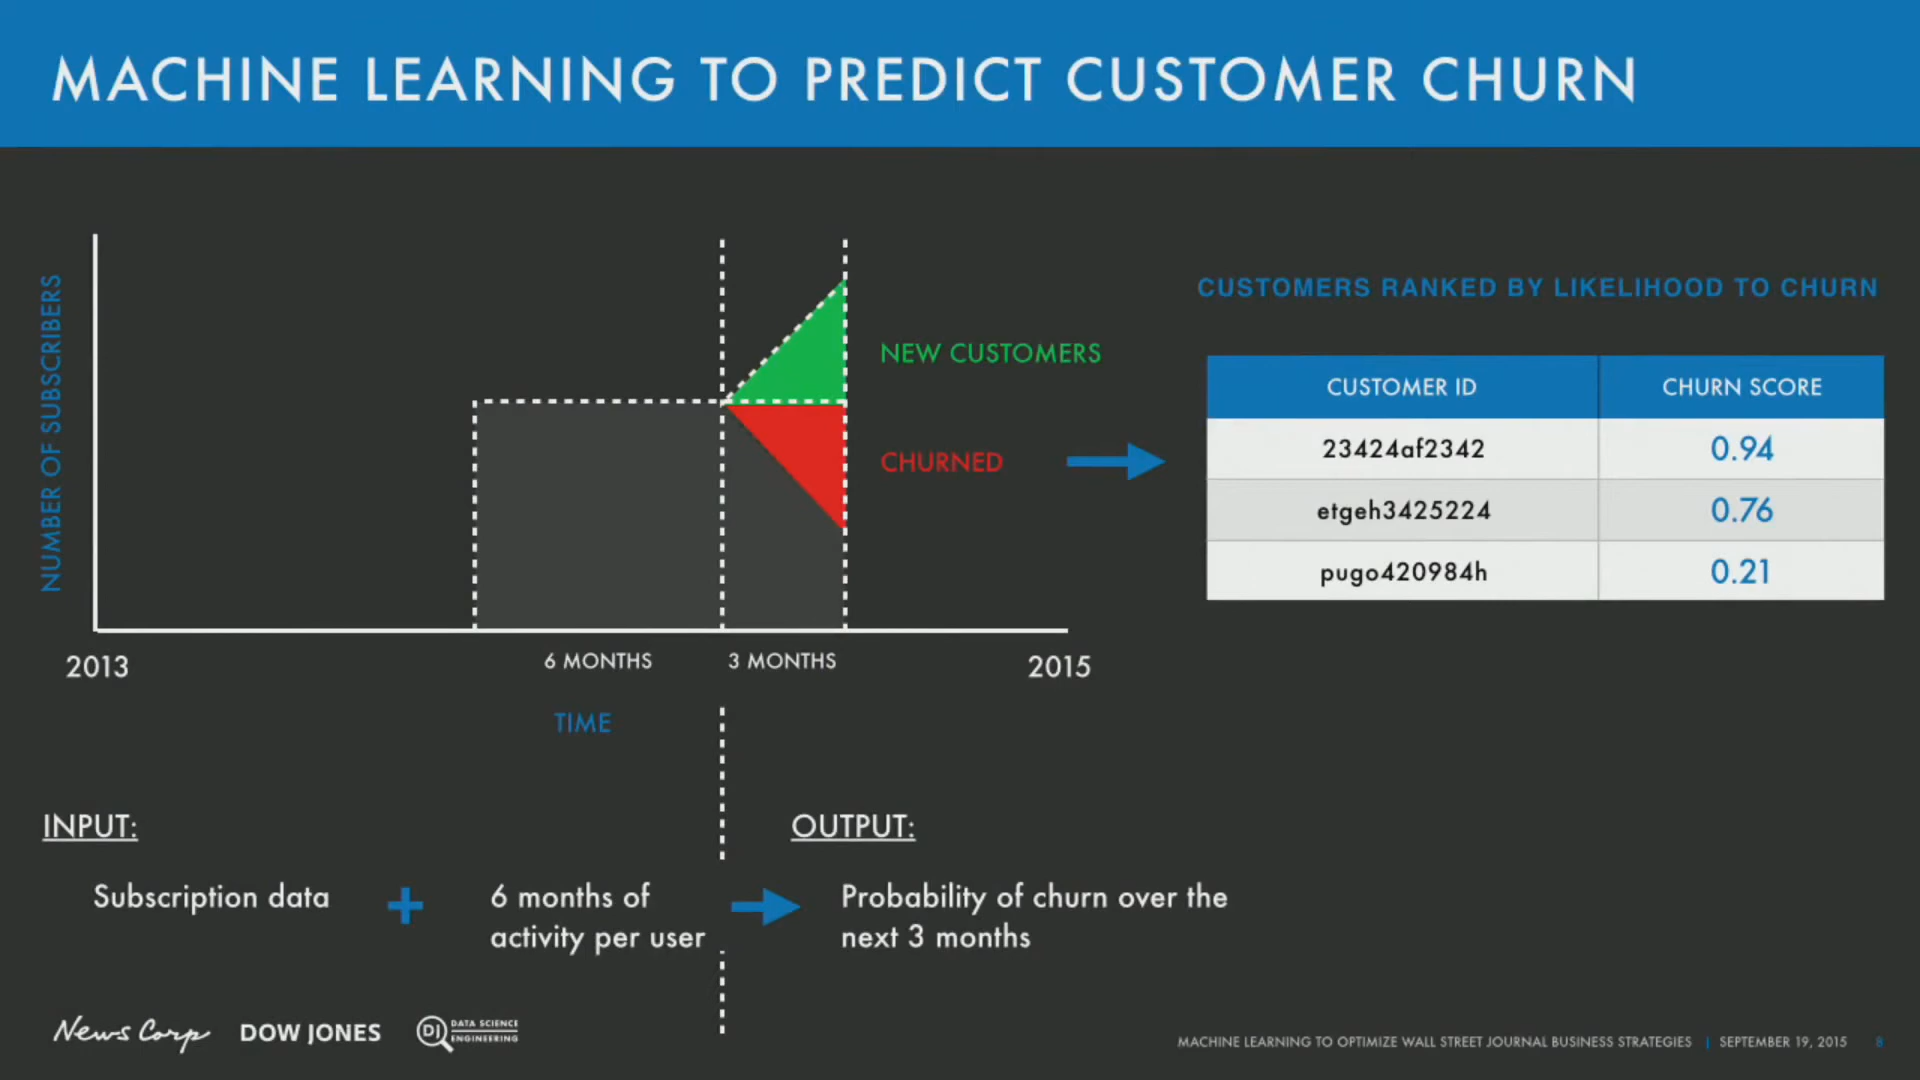 MACHINE LEARNING TO PREDICT CUSTOMER CHURN
NUMBER OF SUBSCRIBERS
NEW CUSTOMERS
CHURNED
2013
6 MONTHS
3 MONTHS
2015
TIME
CUSTOMERS RANKED BY LIKELIHOOD TO CHURN
CUSTOMER ID CHURN SCORE
23424af2342 0.94
etgeh3425224 0.76
pugo420984h 0.21
INPUT:
Subscription data
+
6 months of
activity per user
OUTPUT:
Probability of churn over the
next 3 months
News Corp
DOW JONES
DJ
DATA SCIENCE
ENGINEERING
MACHINE LEARNING TO OPTIMIZE WALL STREET JOURNAL BUSINESS STRATEGIES | SEPTEMBER 19, 2015 8